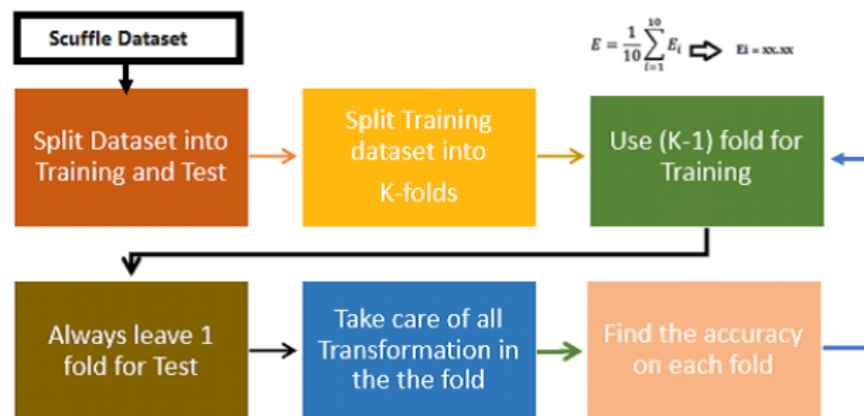 Scuffle Dataset
E = 1/10 10∑i=1 Ei ⇨ Ei = xx.xx
Split Dataset into
Training and Test
Split Training
dataset into
K-folds
Use (K-1) fold for
Training
Always leave 1
fold for Test
Take care of all
Transformation in
the the fold
Find the accuracy
on each fold